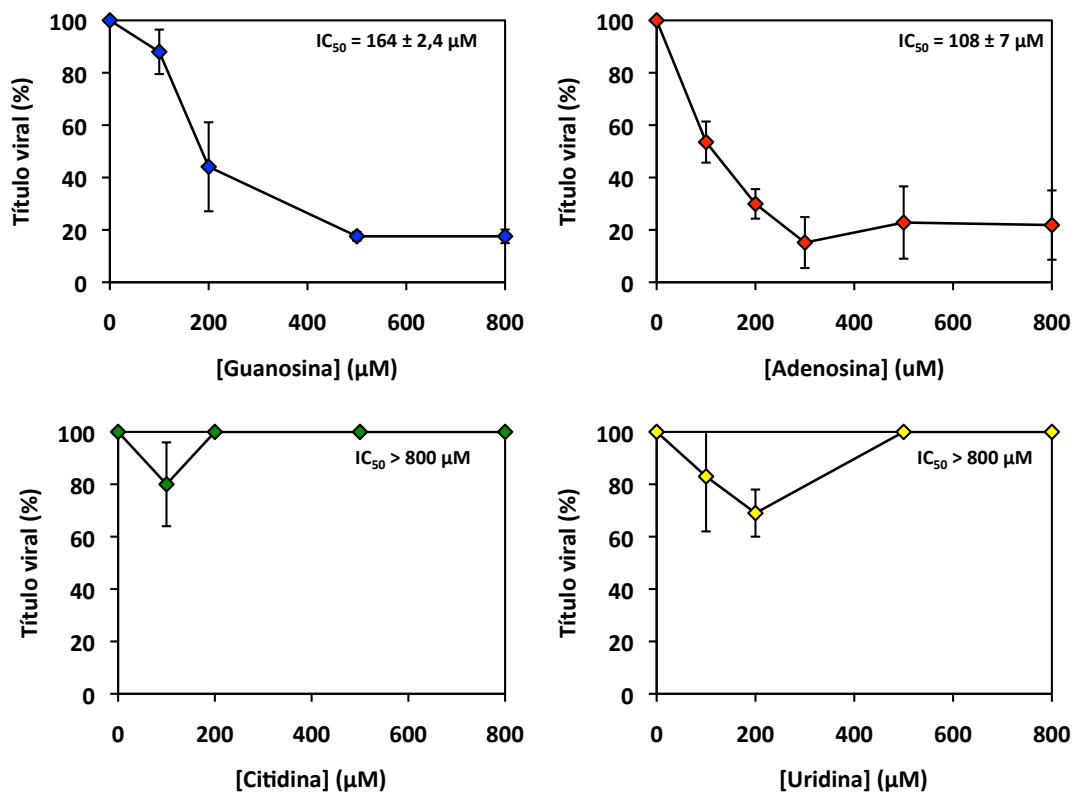 100
80
60
40
20
0
Título viral (%)
IC50 = 164 ± 2,4 µM
0 200 400 600 800
[Guanosina] (µM)
100
80
60
40
20
0
Título viral (%)
IC50 = 108 ± 7 µM
0 200 400 600 800
[Adenosina] (uM)
100
80
60
40
20
0
Título viral (%)
IC50 > 800 µM
0 200 400 600 800
[Citidina] (µM)
100
80
60
40
20
0
Título viral (%)
IC50 > 800 µM
0 200 400 600 800
[Uridina] (µM)